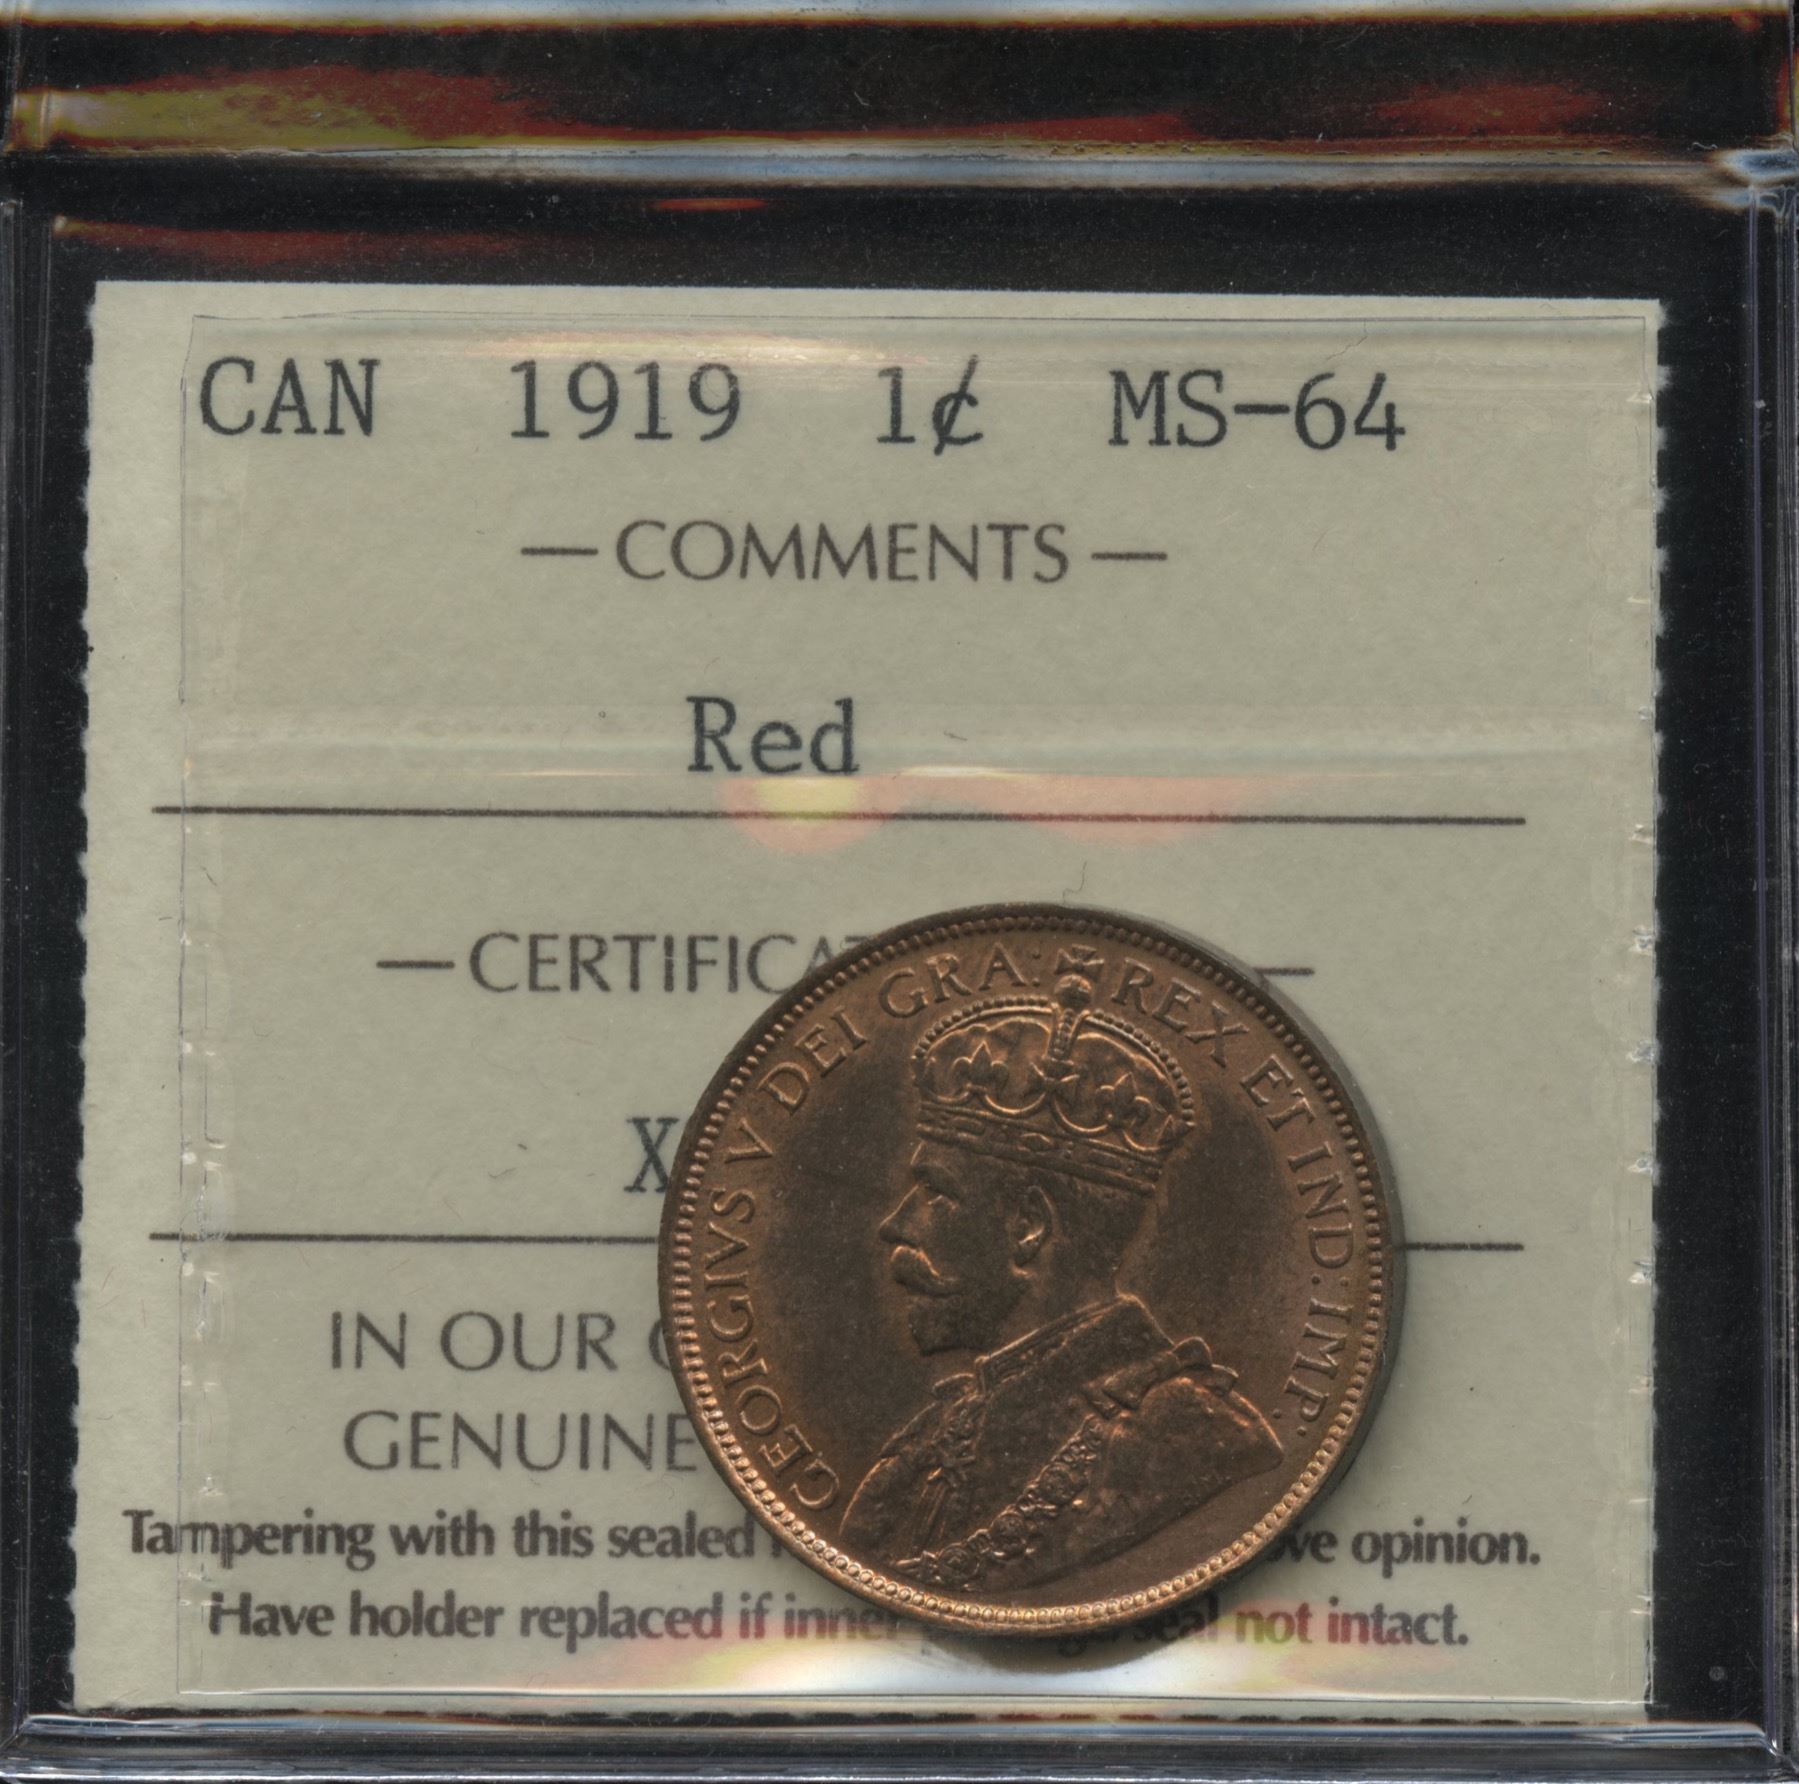 CAN 1919 1¢ MS-64
— COMMENTS —
Red
— CERTIFICA —
X
IN OUR
GENUINE
Tampering with this sealed ve opinion.
Have holder replaced if inner seal not intact.
GEORGIVS V DEI GRA: REX ET IND: IMP: